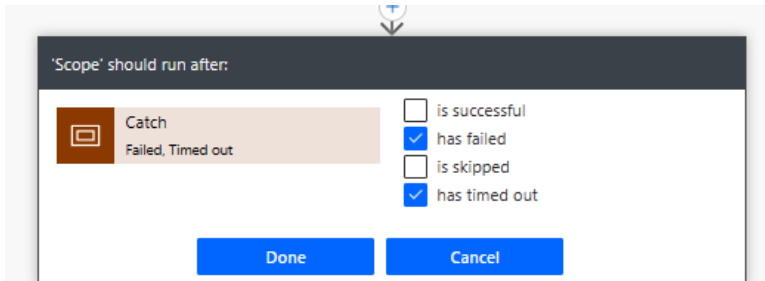 'Scope' should run after:
Catch
Failed, Timed out
is successful
has failed
is skipped
has timed out
Done
Cancel